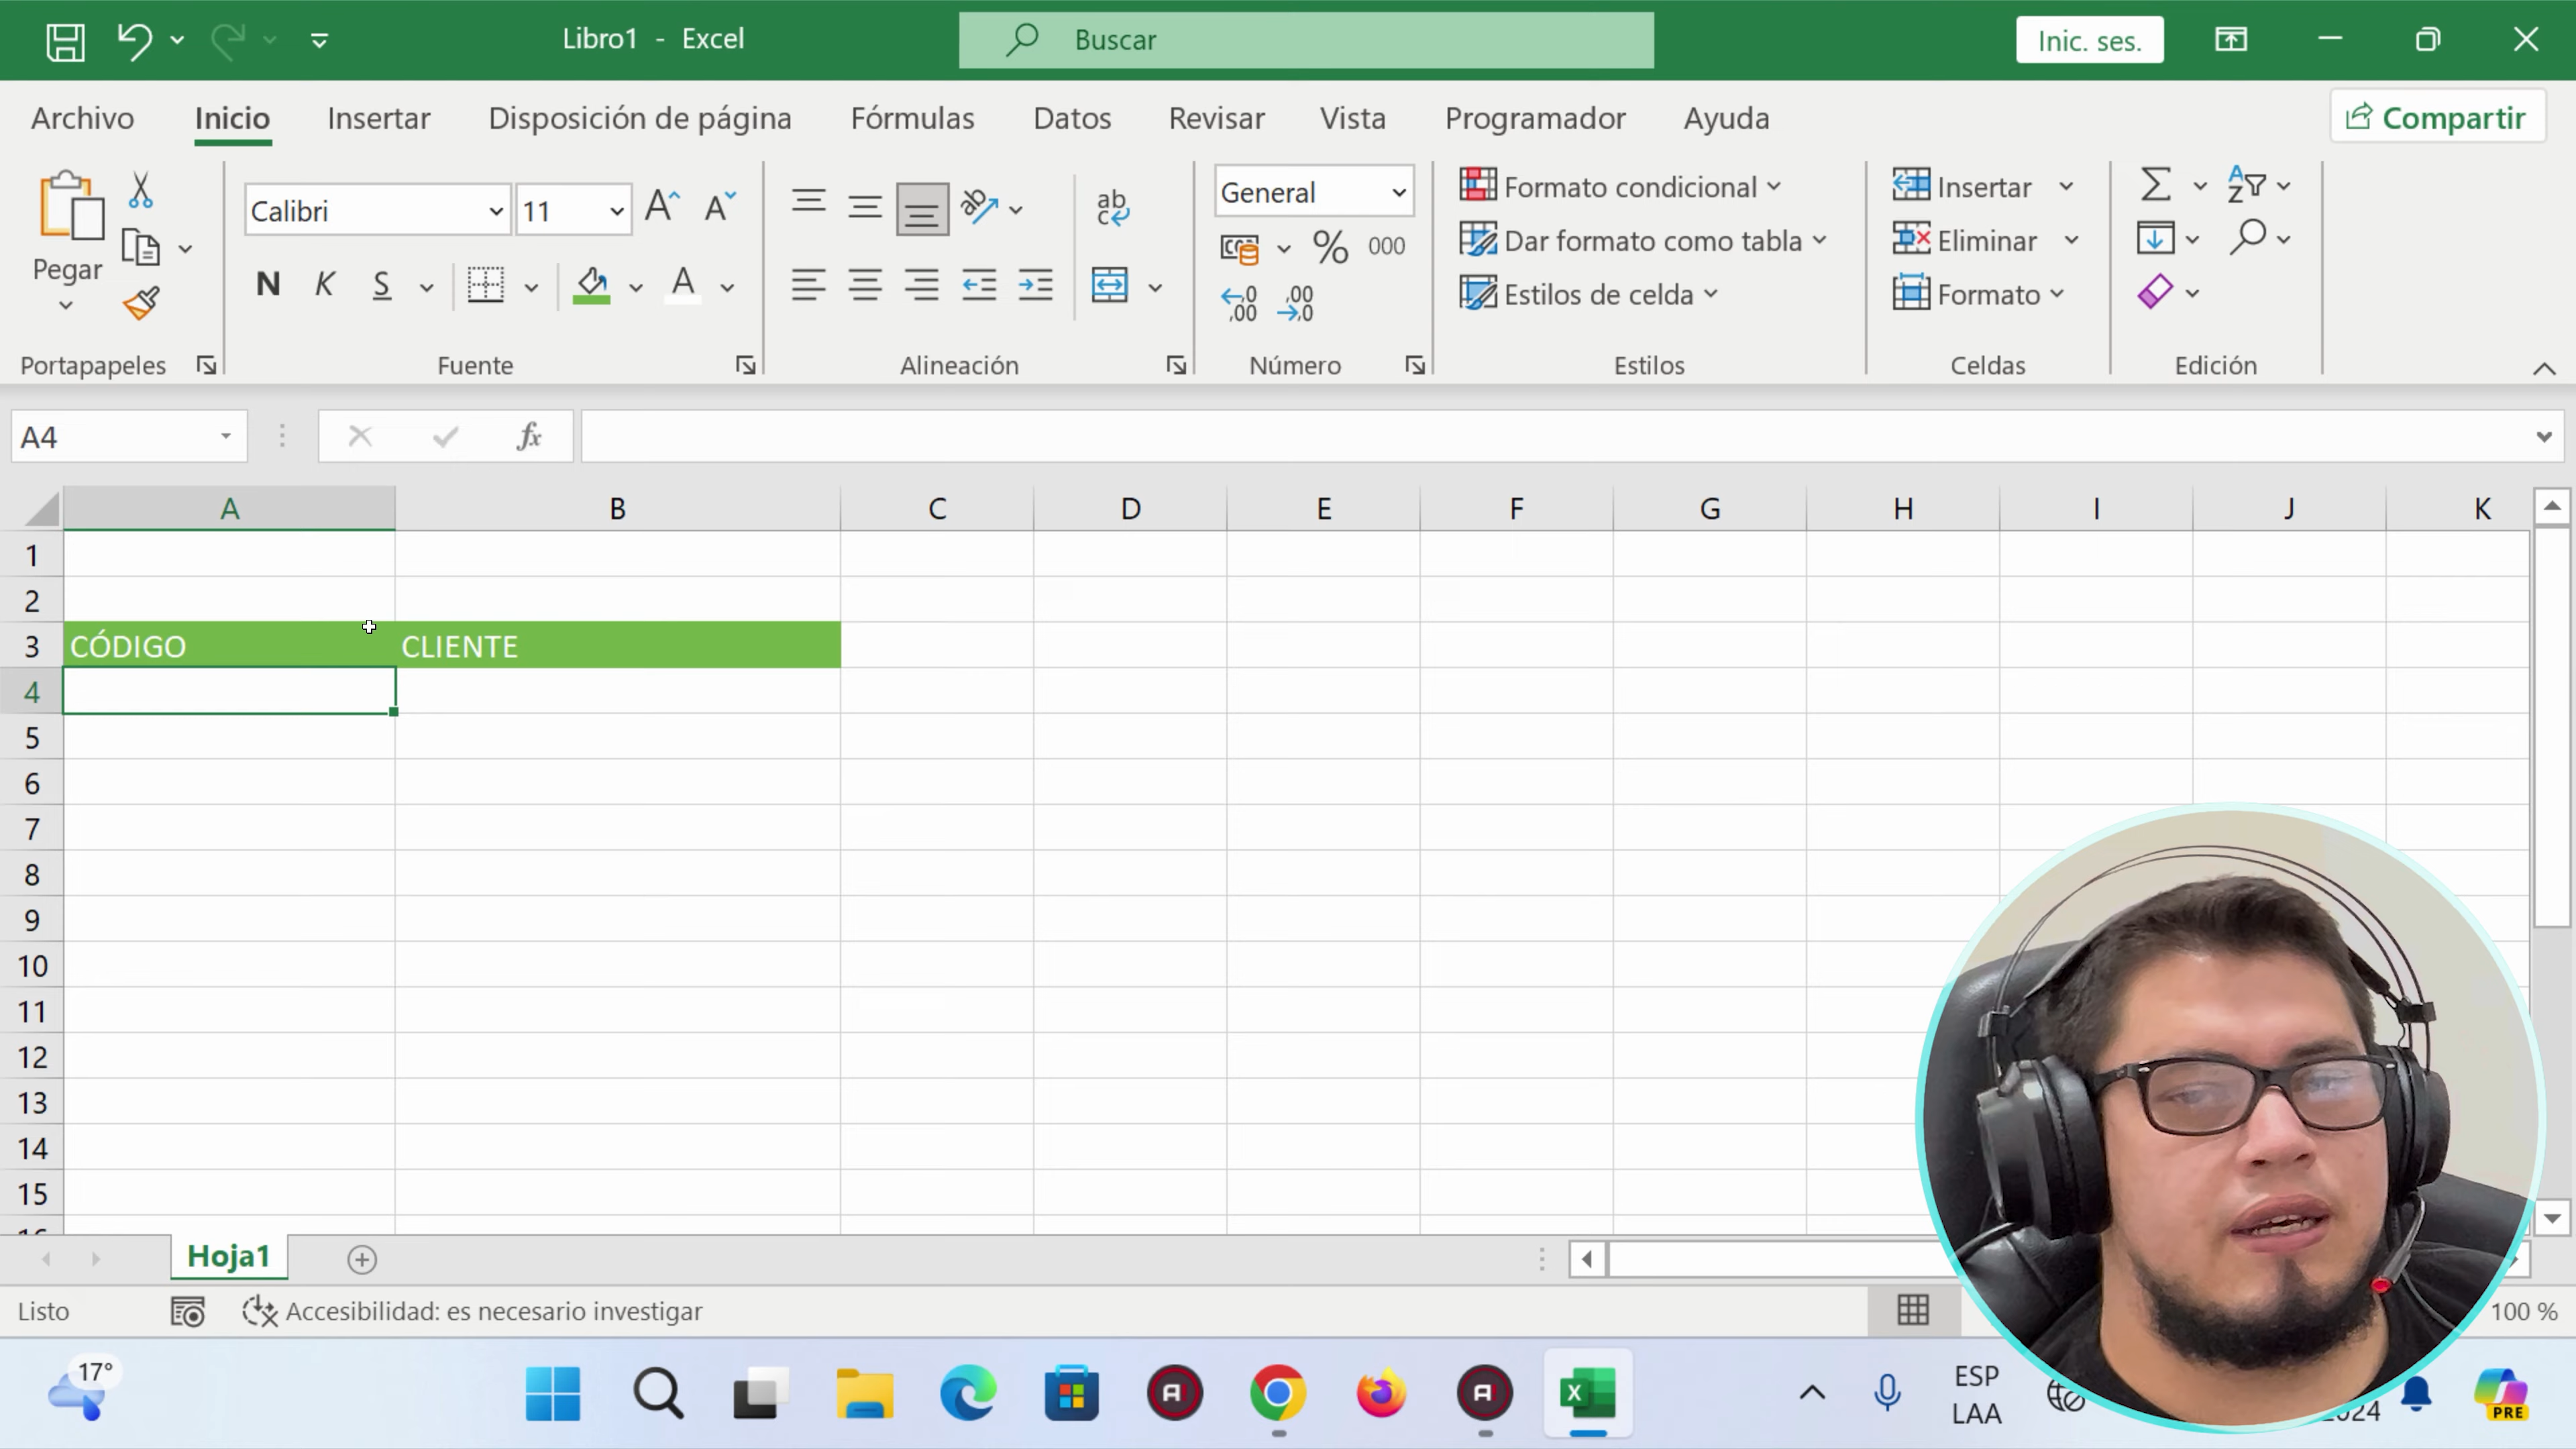 Libro1 - Excel
Buscar
Inic. ses.
Archivo Inicio Insertar Disposición de página Fórmulas Datos Revisar Vista Programador Ayuda Compartir
Pegar
Calibri 11
General
Formato condicional
Dar formato como tabla
Estilos de celda
Insertar
Eliminar
Formato
N K S
ab
% 000
Portapapeles Fuente Alineación Número Estilos Celdas Edición
A4 fx
A B C D E F G H I J K
1
2
3 CÓDIGO CLIENTE
4
5
6
7
8
9
10
11
12
13
14
15
Hoja1
Listo Accesibilidad: es necesario investigar 100 %
17°
ESP
LAA
PRE